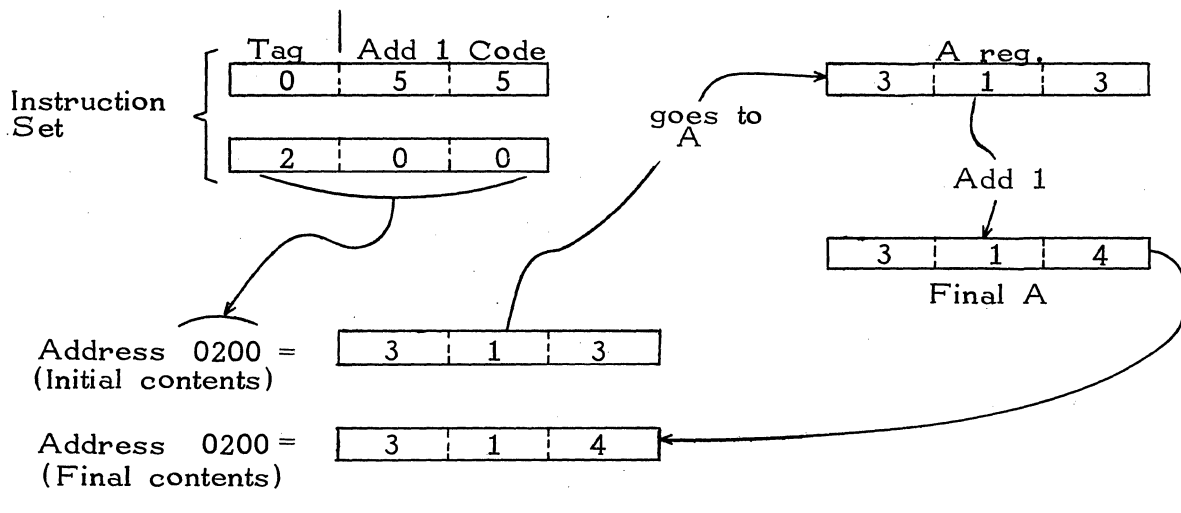 Tag Add 1 Code
0 5 5
Instruction
Set
2 0 0
goes to
A
A reg.
3 1 3
Add 1
3 1 4
Final A
Address 0200 = 3 1 3
(Initial contents)
Address 0200 = 3 1 4
(Final contents)